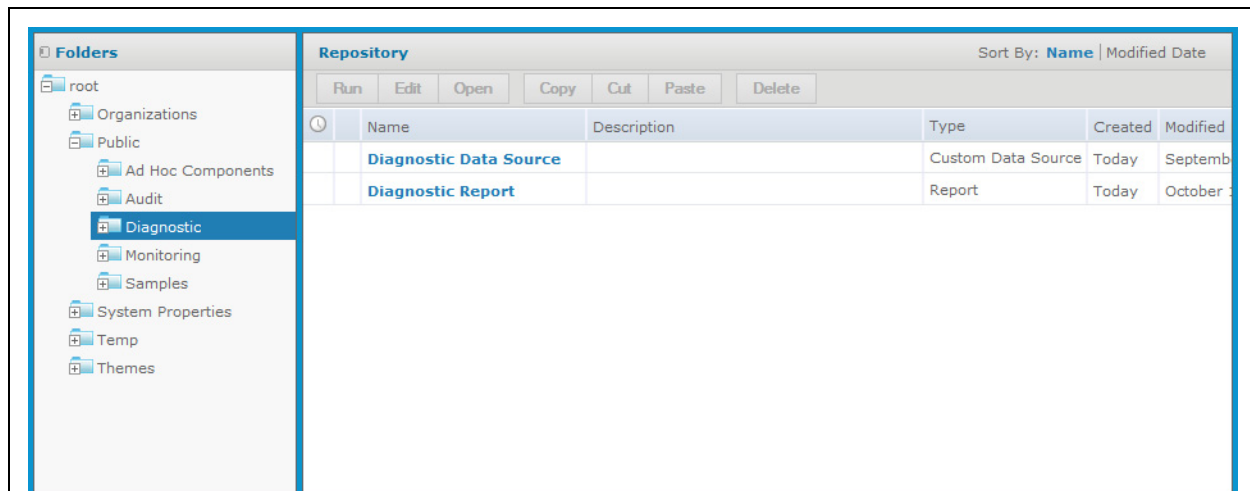 Folders
root
Organizations
Public
Ad Hoc Components
Audit
Diagnostic
Monitoring
Samples
System Properties
Temp
Themes
Repository Sort By: Name | Modified Date
Run Edit Open Copy Cut Paste Delete
Name Description Type Created Modified
Diagnostic Data Source Custom Data Source Today Septemb
Diagnostic Report Report Today October